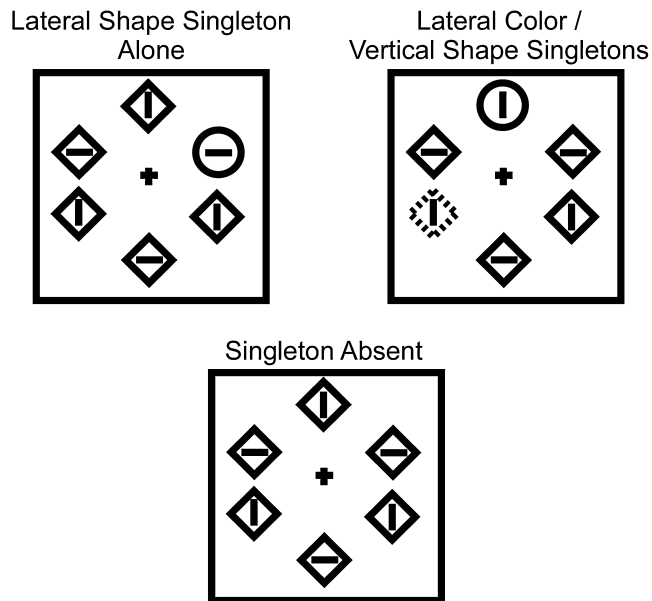 Lateral Shape Singleton
Alone
Lateral Color /
Vertical Shape Singletons
Singleton Absent